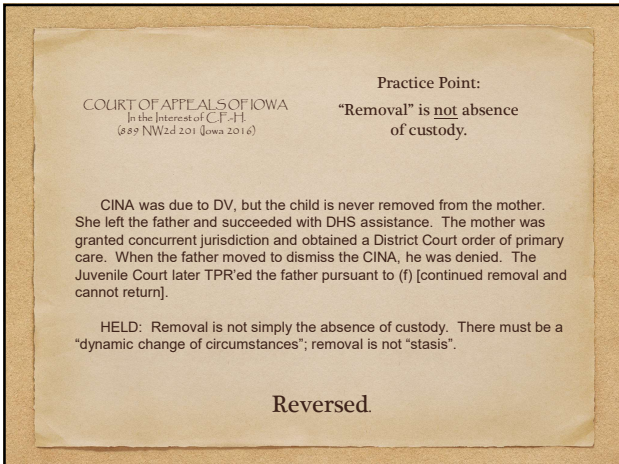 COURT OF APPEALS OF IOWA
In the Interest of C.F.-H.
(889 NW2d 201 (Iowa 2016)
Practice Point:
“Removal” is not absence
of custody.
CINA was due to DV, but the child is never removed from the mother.
She left the father and succeeded with DHS assistance. The mother was
granted concurrent jurisdiction and obtained a District Court order of primary
care. When the father moved to dismiss the CINA, he was denied. The
Juvenile Court later TPR'ed the father pursuant to (f) [continued removal and
cannot return].
HELD: Removal is not simply the absence of custody. There must be a
“dynamic change of circumstances”; removal is not “stasis”.
Reversed.